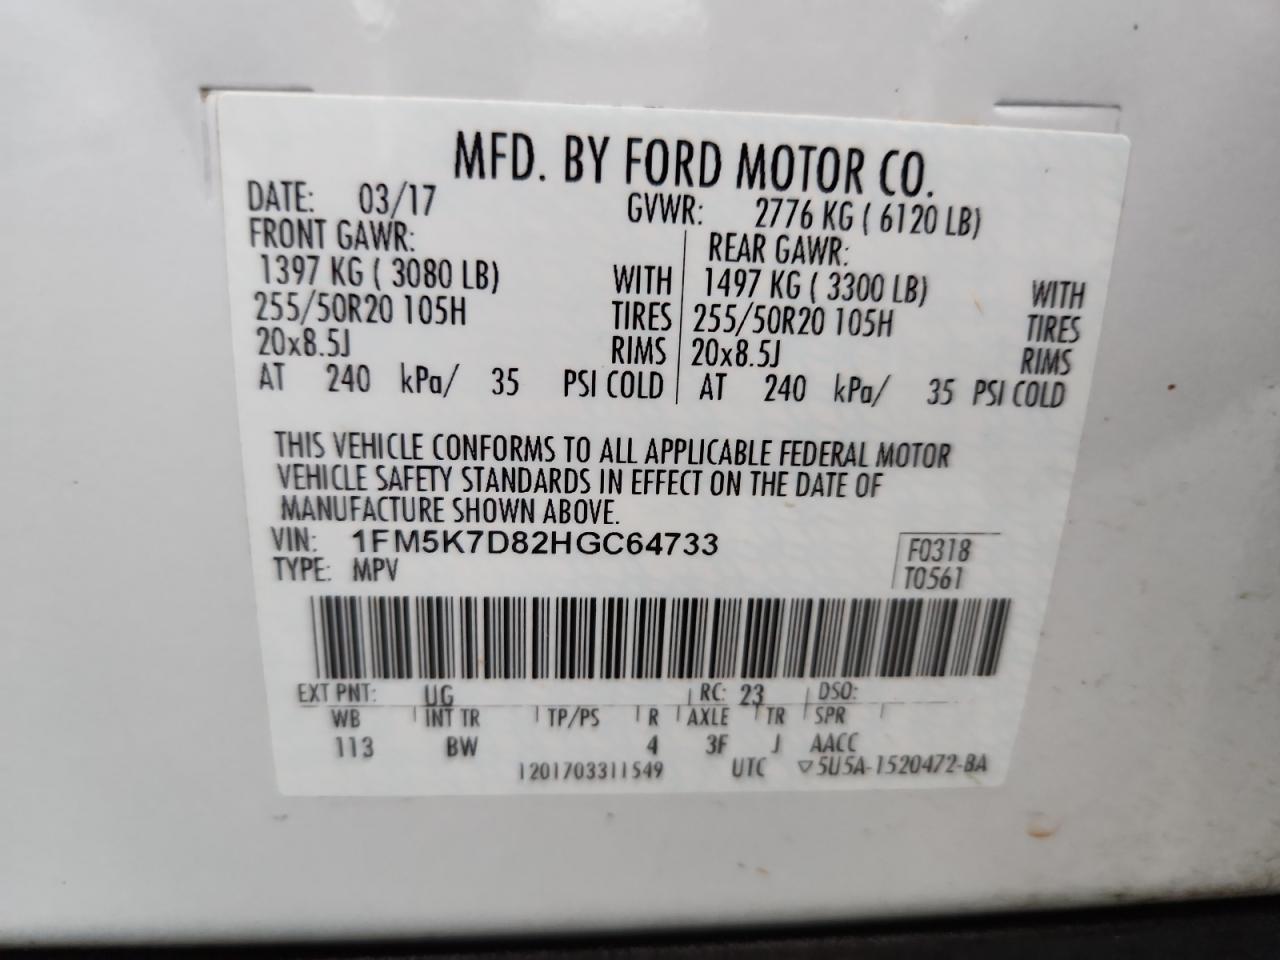 MFD. BY FORD MOTOR CO.
DATE: 03/17 GVWR: 2776 KG ( 6120 LB)
FRONT GAWR: REAR GAWR:
1397 KG ( 3080 LB) WITH 1497 KG ( 3300 LB) WITH
255/50R20 105H TIRES 255/50R20 105H TIRES
20x8.5J RIMS 20x8.5J RIMS
AT 240 kPa/ 35 PSI COLD AT 240 kPa/ 35 PSI COLD
THIS VEHICLE CONFORMS TO ALL APPLICABLE FEDERAL MOTOR
VEHICLE SAFETY STANDARDS IN EFFECT ON THE DATE OF
MANUFACTURE SHOWN ABOVE.
VIN: 1FM5K7D82HGC64733 F0318
TYPE: MPV T0561
EXT PNT: UG RC: 23 DSO:
WB INT TR TP/PS R AXLE TR SPR
113 BW 4 3F J AACC
1201703311549 UTC ▽5U5A-1520472-BA